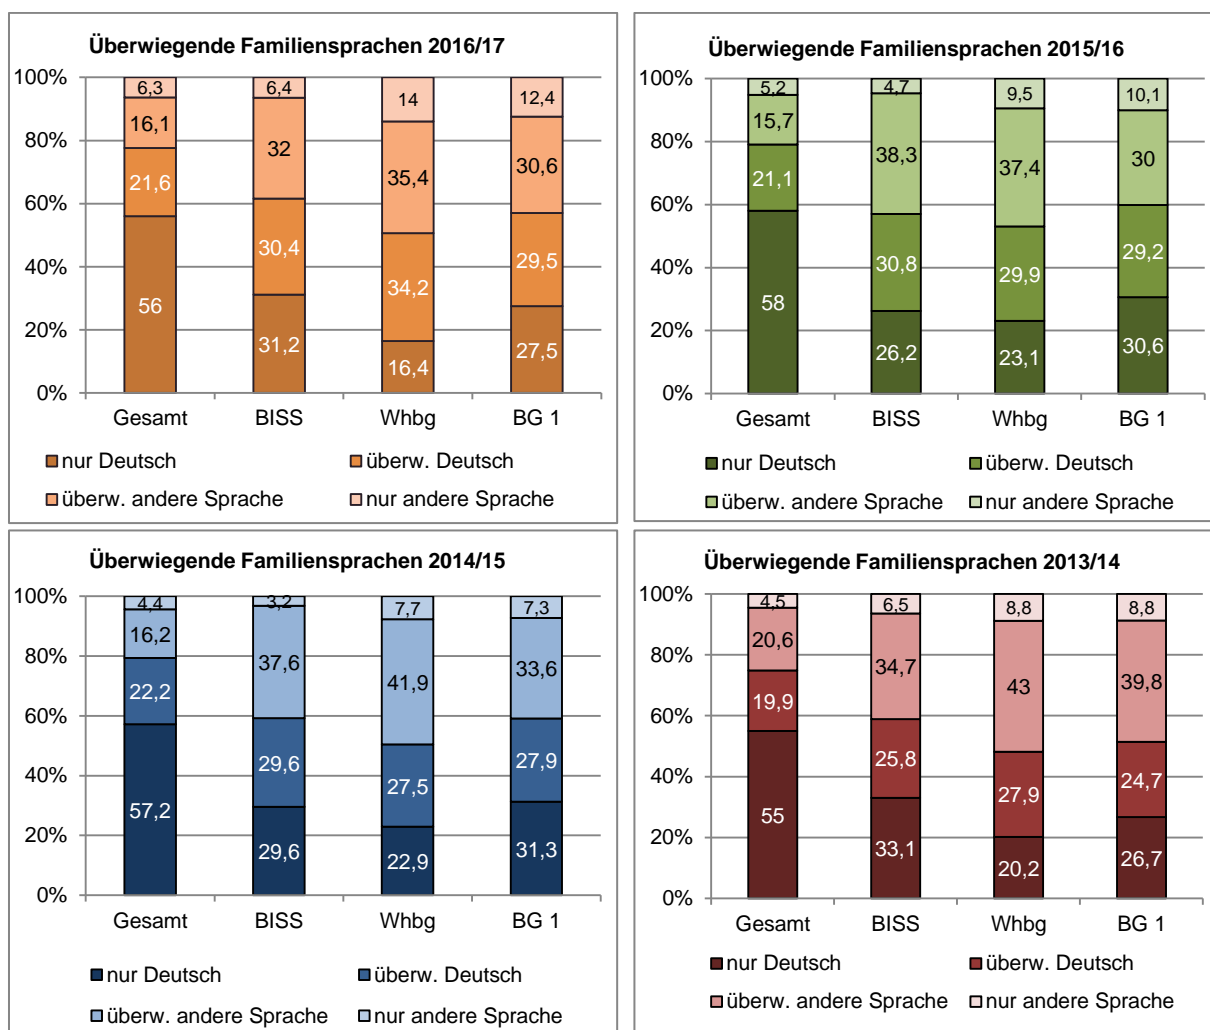 Überwiegende Familiensprachen 2016/17
100%
80%
60%
40%
20%
0%
6,3 6,4 14 12,4
16,1 32 35,4 30,6
21,6 30,4 34,2 29,5
56 31,2 16,4 27,5
Gesamt BISS Whbg BG 1
nur Deutsch überw. Deutsch
überw. andere Sprache nur andere Sprache
Überwiegende Familiensprachen 2015/16
100%
80%
60%
40%
20%
0%
5,2 4,7 9,5 10,1
15,7 38,3 37,4 30
21,1 30,8 29,9 29,2
58 26,2 23,1 30,6
Gesamt BISS Whbg BG 1
nur Deutsch überw. Deutsch
überw. andere Sprache nur andere Sprache
Überwiegende Familiensprachen 2014/15
100%
80%
60%
40%
20%
0%
4,4 3,2 7,7 7,3
16,2 37,6 41,9 33,6
22,2 29,6 27,5 27,9
57,2 29,6 22,9 31,3
Gesamt BISS Whbg BG 1
nur Deutsch überw. Deutsch
überw. andere Sprache nur andere Sprache
Überwiegende Familiensprachen 2013/14
100%
80%
60%
40%
20%
0%
4,5 6,5 8,8 8,8
20,6 34,7 43 39,8
19,9 25,8 27,9 24,7
55 33,1 20,2 26,7
Gesamt BISS Whbg BG 1
nur Deutsch überw. Deutsch
überw. andere Sprache nur andere Sprache